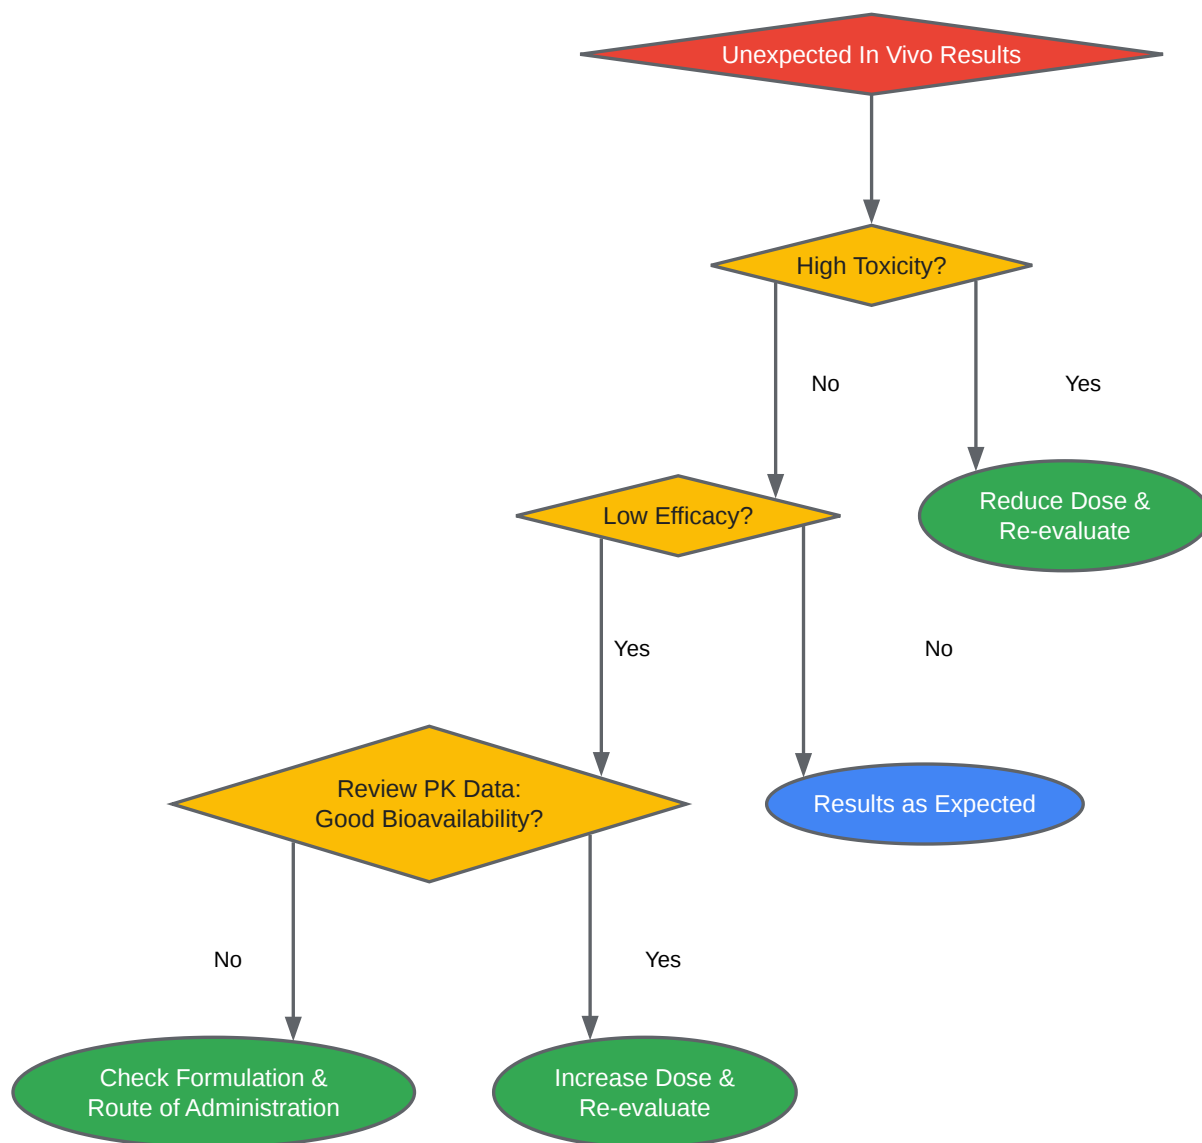 Unexpected In Vivo Results
High Toxicity?
No
Yes
Low Efficacy?
Reduce Dose &
Re-evaluate
Yes
No
Review PK Data:
Good Bioavailability?
Results as Expected
No
Yes
Check Formulation &
Route of Administration
Increase Dose &
Re-evaluate